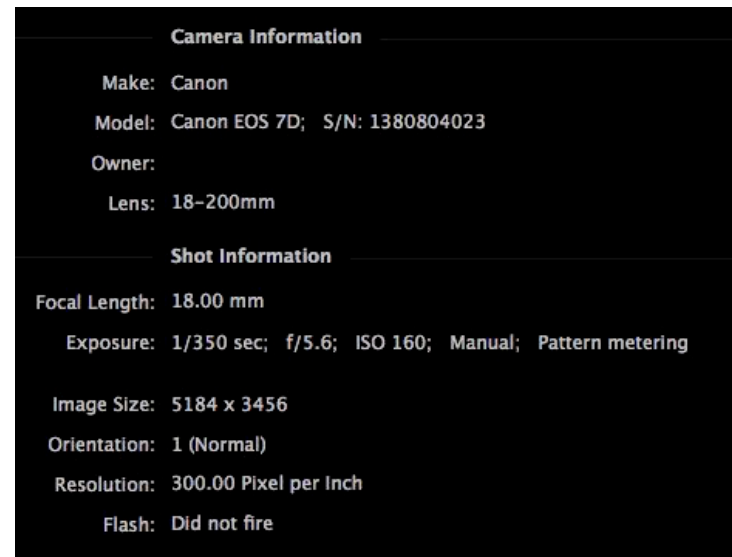 Camera Information
Make: Canon
Model: Canon EOS 7D; S/N: 1380804023
Owner:
Lens: 18-200mm
Shot Information
Focal Length: 18.00 mm
Exposure: 1/350 sec; f/5.6; ISO 160; Manual; Pattern metering
Image Size: 5184 x 3456
Orientation: 1 (Normal)
Resolution: 300.00 Pixel per Inch
Flash: Did not fire